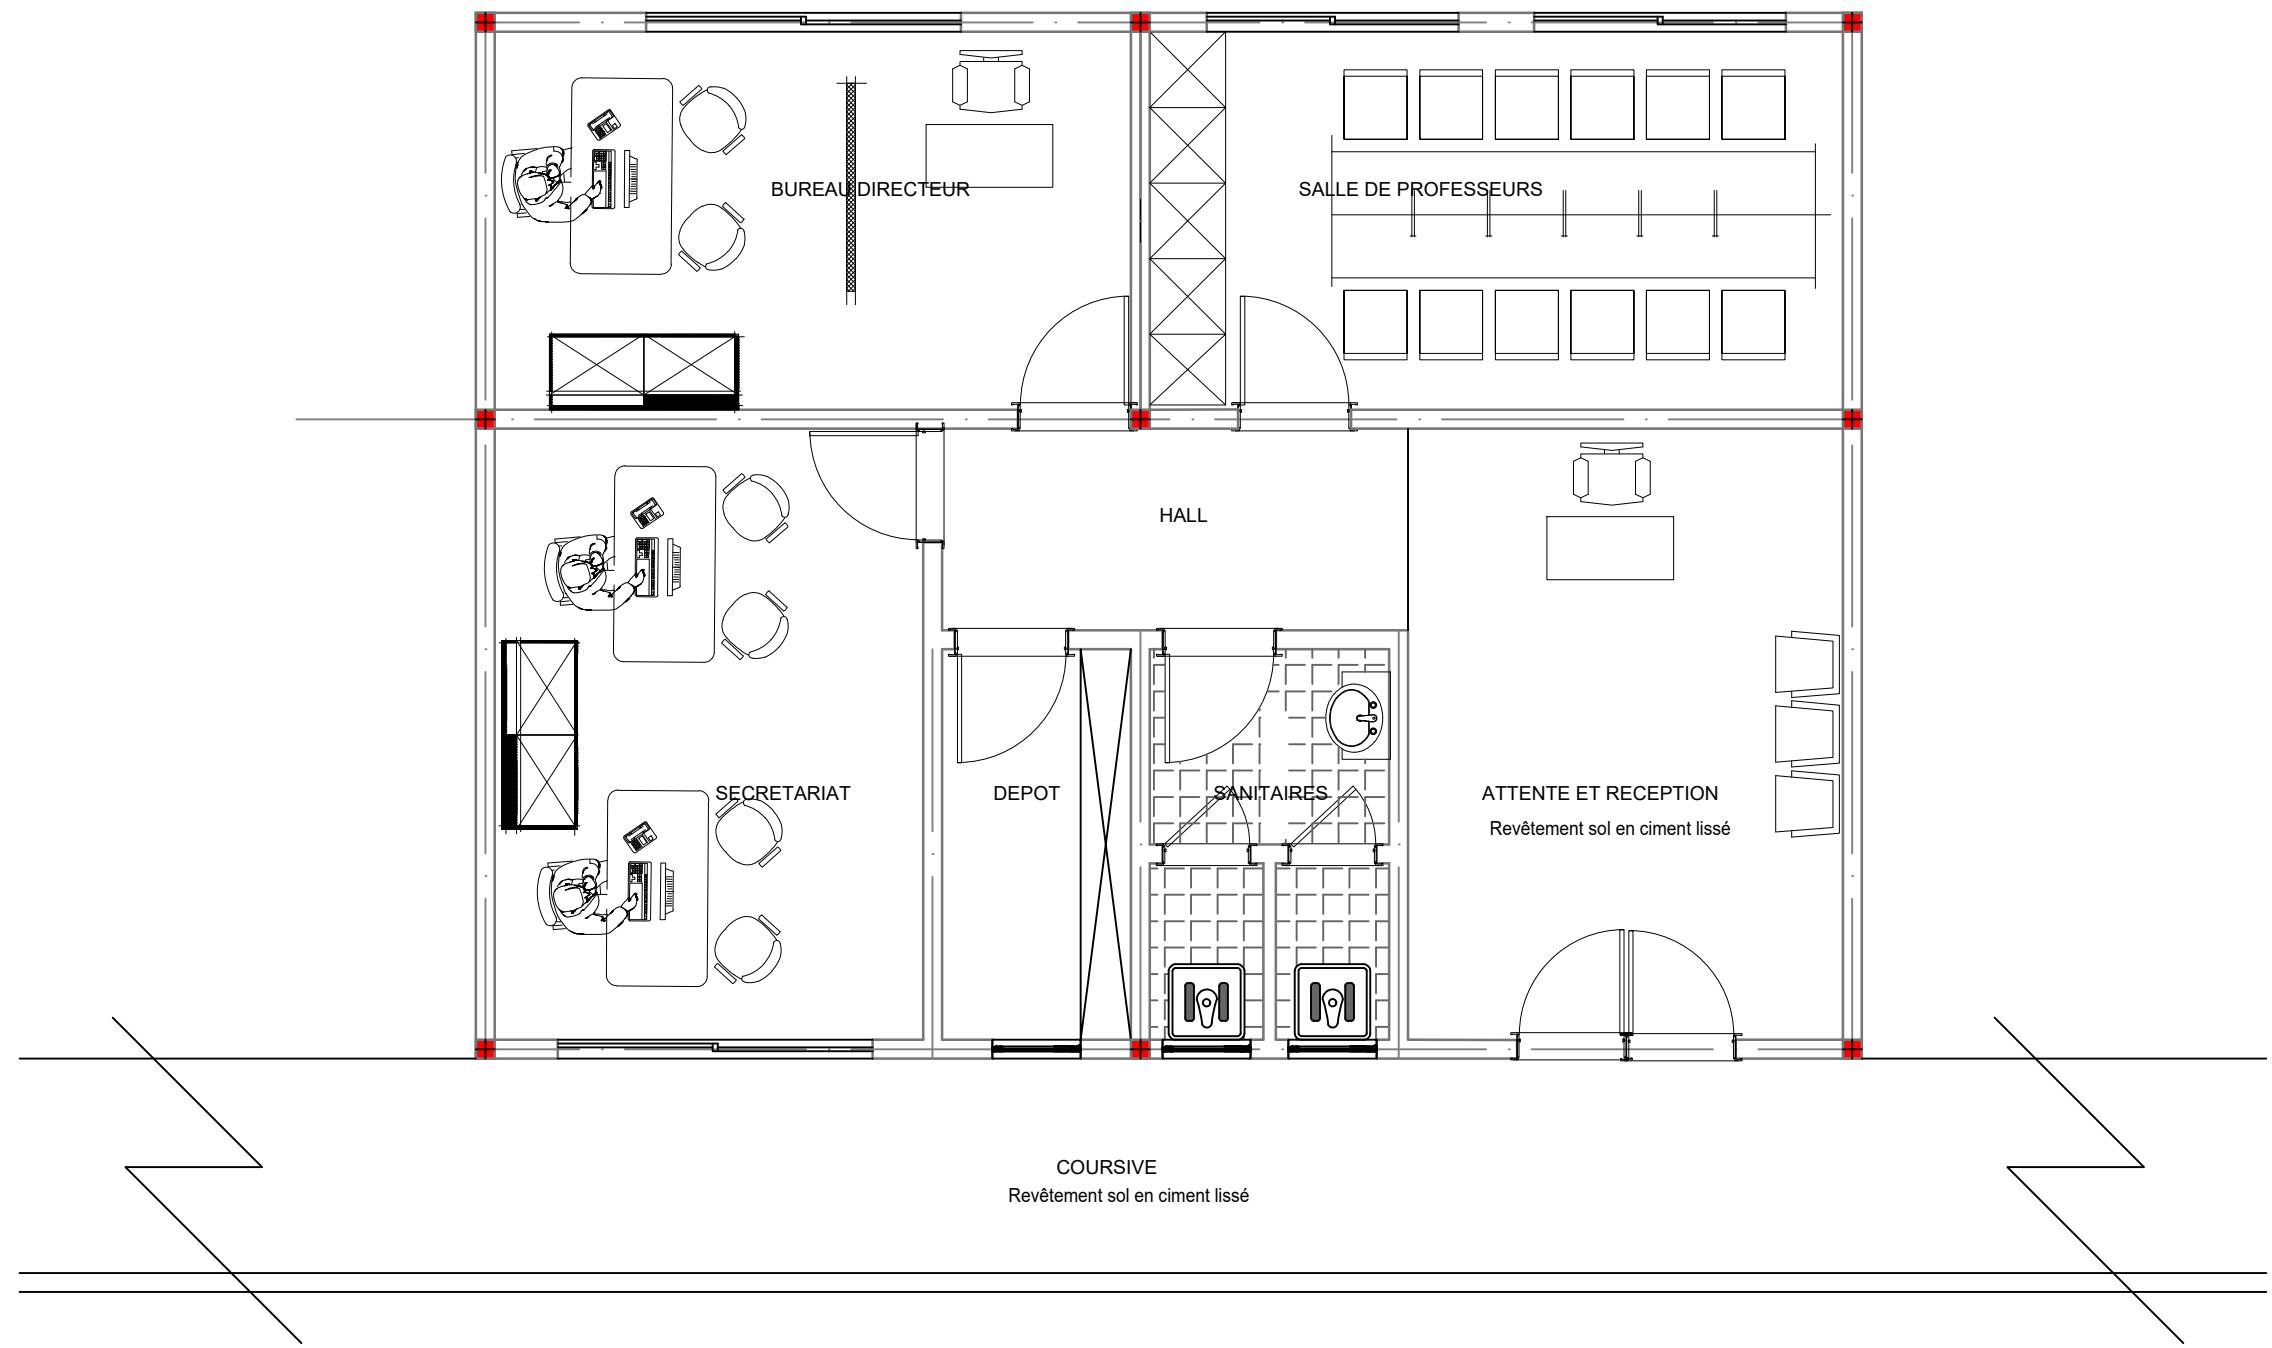 BUREAU DIRECTEUR
SALLE DE PROFESSEURS
HALL
SECRETARIAT
DEPOT
SANITAIRES
ATTENTE ET RECEPTION
Revêtement sol en ciment lissé
COURSIVE
Revêtement sol en ciment lissé